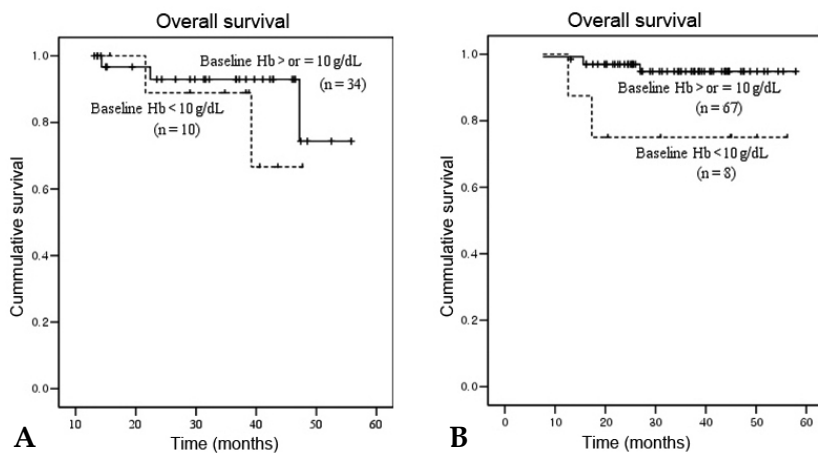 Overall survival
Cummulative survival
1.0
0.8
0.6
0.4
0.2
0.0
Baseline Hb > or = 10 g/dL
(n = 34)
Baseline Hb < 10 g/dL
(n = 10)
10 20 30 40 50 60
Time (months)
A
Overall survival
Cummulative survival
1.0
0.8
0.6
0.4
0.2
0.0
Baseline Hb > or = 10 g/dL
(n = 67)
Baseline Hb < 10 g/dL
(n = 8)
0 10 20 30 40 50 60
Time (months)
B